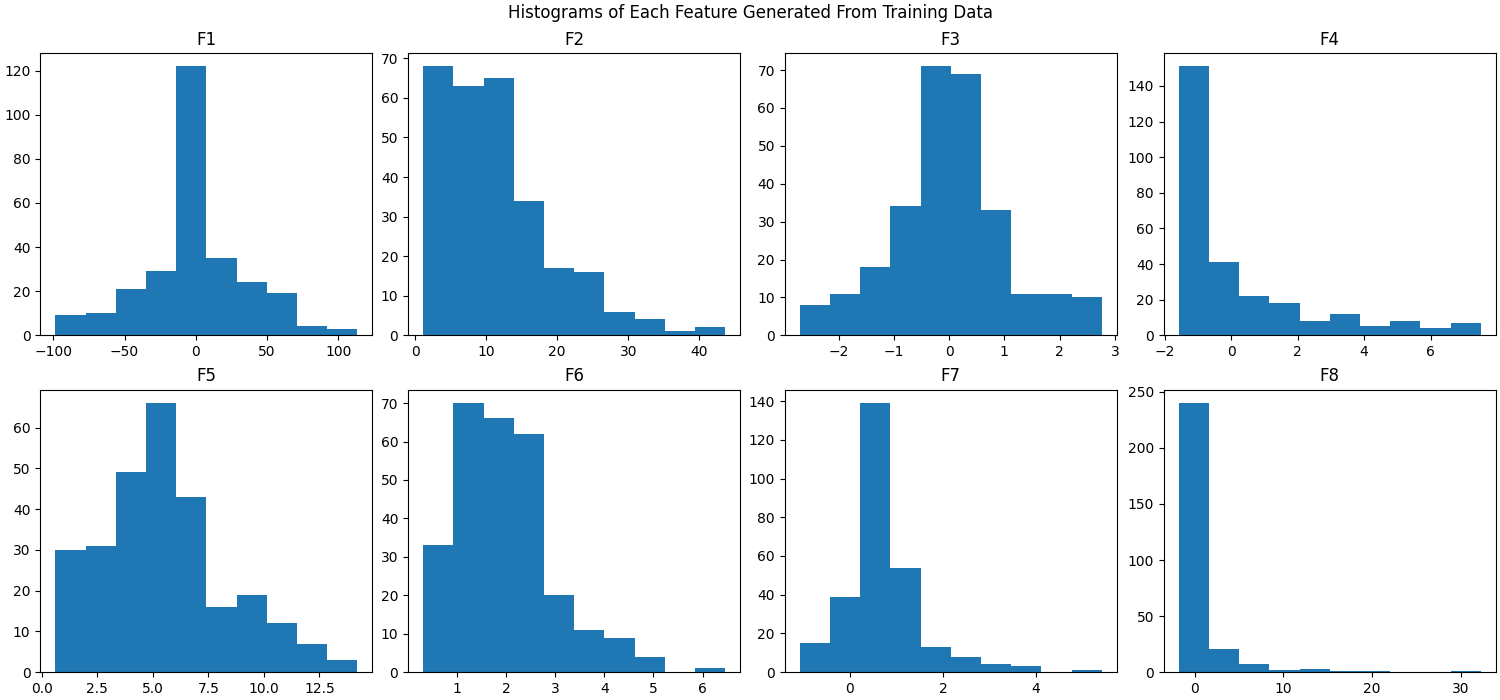 Histograms of Each Feature Generated From Training Data
F1 F2 F3 F4
120 100 80 60 40 20 0
−100 −50 0 50 100
70 60 50 40 30 20 10 0
0 10 20 30 40
70 60 50 40 30 20 10 0
−2 −1 0 1 2 3
140 120 100 80 60 40 20 0
−2 0 2 4 6
F5 F6 F7 F8
60 50 40 30 20 10 0
0.0 2.5 5.0 7.5 10.0 12.5
70 60 50 40 30 20 10 0
1 2 3 4 5 6
140 120 100 80 60 40 20 0
0 2 4
250 200 150 100 50 0
0 10 20 30